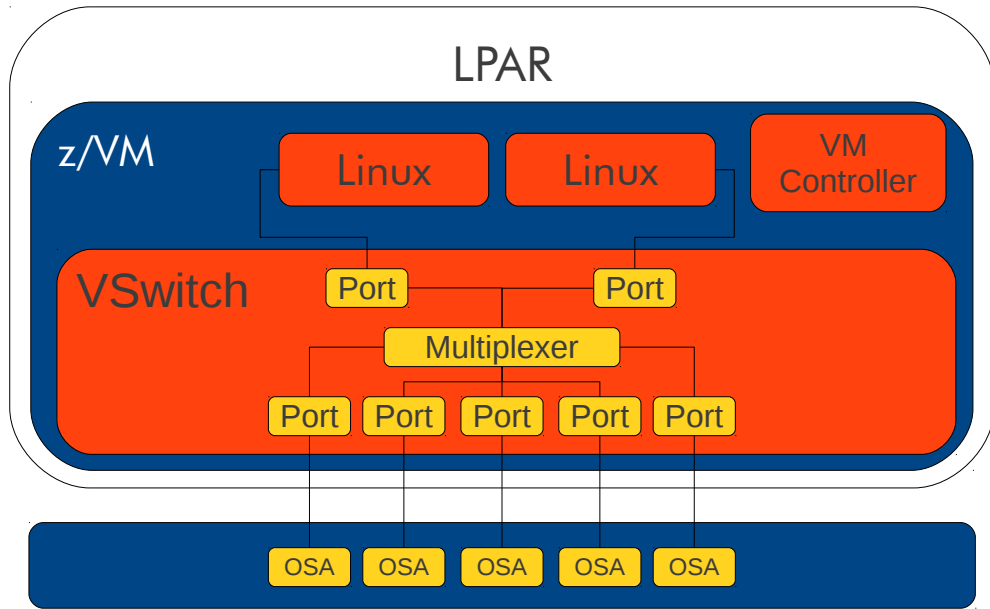 LPAR
z/VM
Linux
Linux
VM
Controller
VSwitch
Port
Port
Multiplexer
Port
Port
Port
Port
Port
OSA
OSA
OSA
OSA
OSA